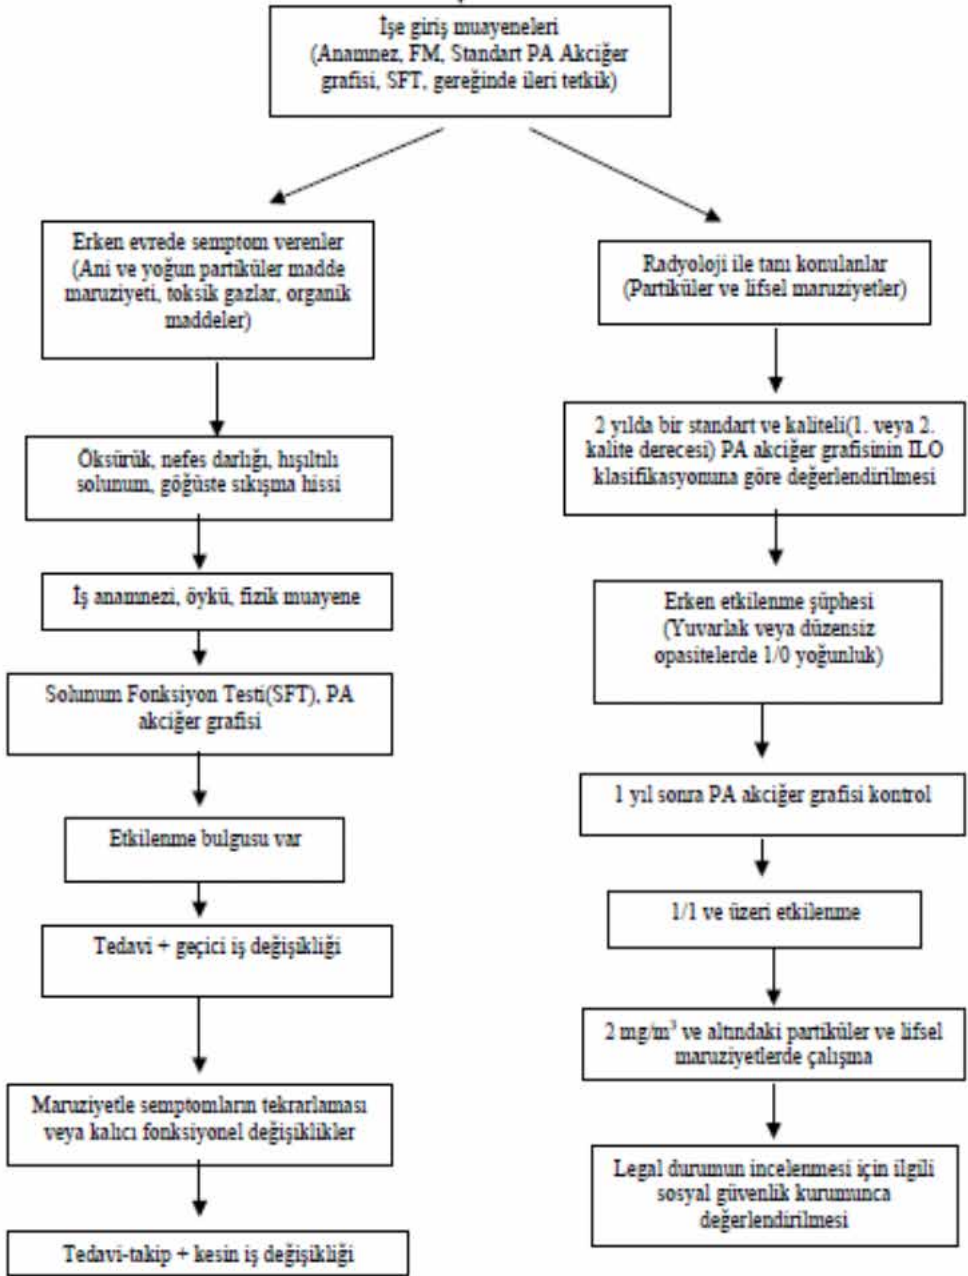 İşe giriş muayeneleri
(Anamnez, FM, Standart PA Akciğer
grafisi, SFT, gereğinde ileri tetkik)
Erken evrede semptom verenler
(Ani ve yoğun partiküler madde
maruziyeti, toksik gazlar, organik
maddeler)
Öksürük, nefes darlığı, hışıltılı
solunum, göğüste sıkışma hissi
İş anamnezi, öykü, fizik muayene
Solunum Fonksiyon Testi(SFT), PA
akciğer grafisi
Etkilenme bulgusu var
Tedavi + geçici iş değişikliği
Maruziyetle semptomların tekrarlaması
veya kalıcı fonksiyonel değişiklikler
Tedavi-takip + kesin iş değişikliği
Radyoloji ile tanı konulanlar
(Partiküler ve lifsel maruziyetler)
2 yılda bir standart ve kaliteli(1. veya 2.
kalite derecesi) PA akciğer grafisinin ILO
klasifikasyonuna göre değerlendirilmesi
Erken etkilenme şüphesi
(Yuvarlak veya düzensiz
opasitelerde 1/0 yoğunluk)
1 yıl sonra PA akciğer grafisi kontrol
1/1 ve üzeri etkilenme
2 mg/m³ ve altındaki partiküler ve lifsel
maruziyetlerde çalışma
Legal durumun incelenmesi için ilgili
sosyal güvenlik kurumunca
değerlendirilmesi